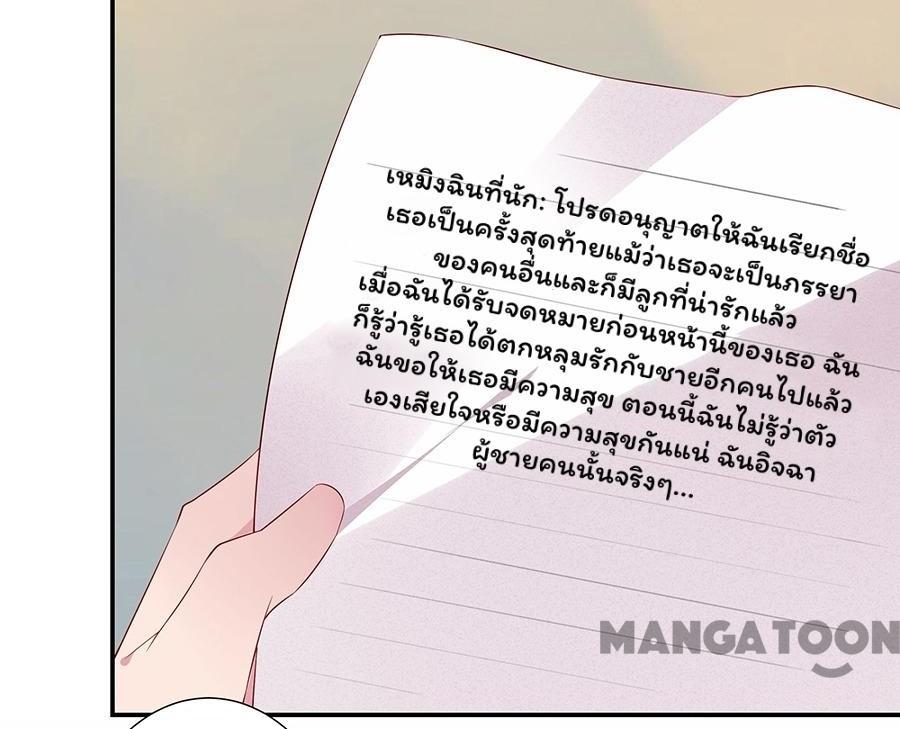 เหมิงฉินที่นัก: โปรดอนุญาตให้ฉันเรียกชื่อ
เธอเป็นครั้งสุดท้ายแม้ว่าเธอจะเป็นภรรยา
ของคนอื่นและก็มีลูกที่น่ารักแล้ว
เมื่อฉันได้รับจดหมายก่อนหน้านี้ของเธอ ฉัน
ก็รู้ว่ารู้เธอได้ตกหลุมรักกับชายอีกคนไปแล้ว
ฉันขอให้เธอมีความสุข ตอนนี้ฉันไม่รู้ว่าตัว
เองเสียใจหรือมีความสุขกันแน่ ฉันอิจฉา
ผู้ชายคนนั้นจริงๆ...
MANGATOON